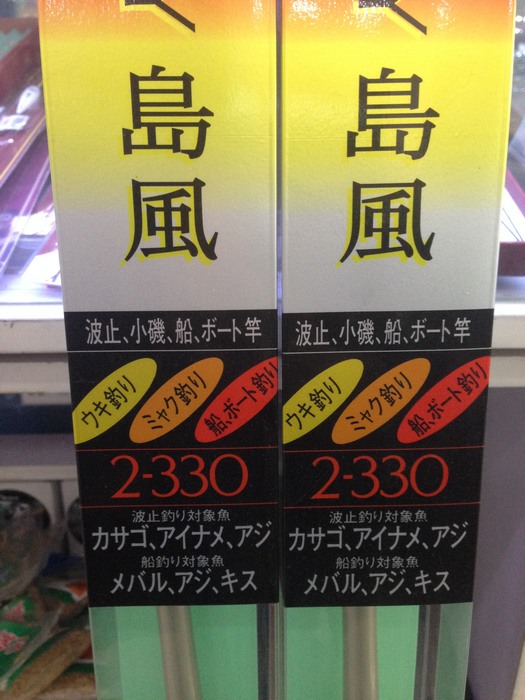 島風
波止、小磯、船、ボート竿
ウキ釣り
ミャク釣り
船、ボート釣り
2-330
波止釣り対象魚
カサゴ、アイナメ、アジ
船釣り対象魚
メバル、アジ、キス
島風
波止、小磯、船、ボート竿
ウキ釣り
ミャク釣り
船、ボート釣り
2-330
波止釣り対象魚
カサゴ、アイナメ、アジ
船釣り対象魚
メバル、アジ、キス